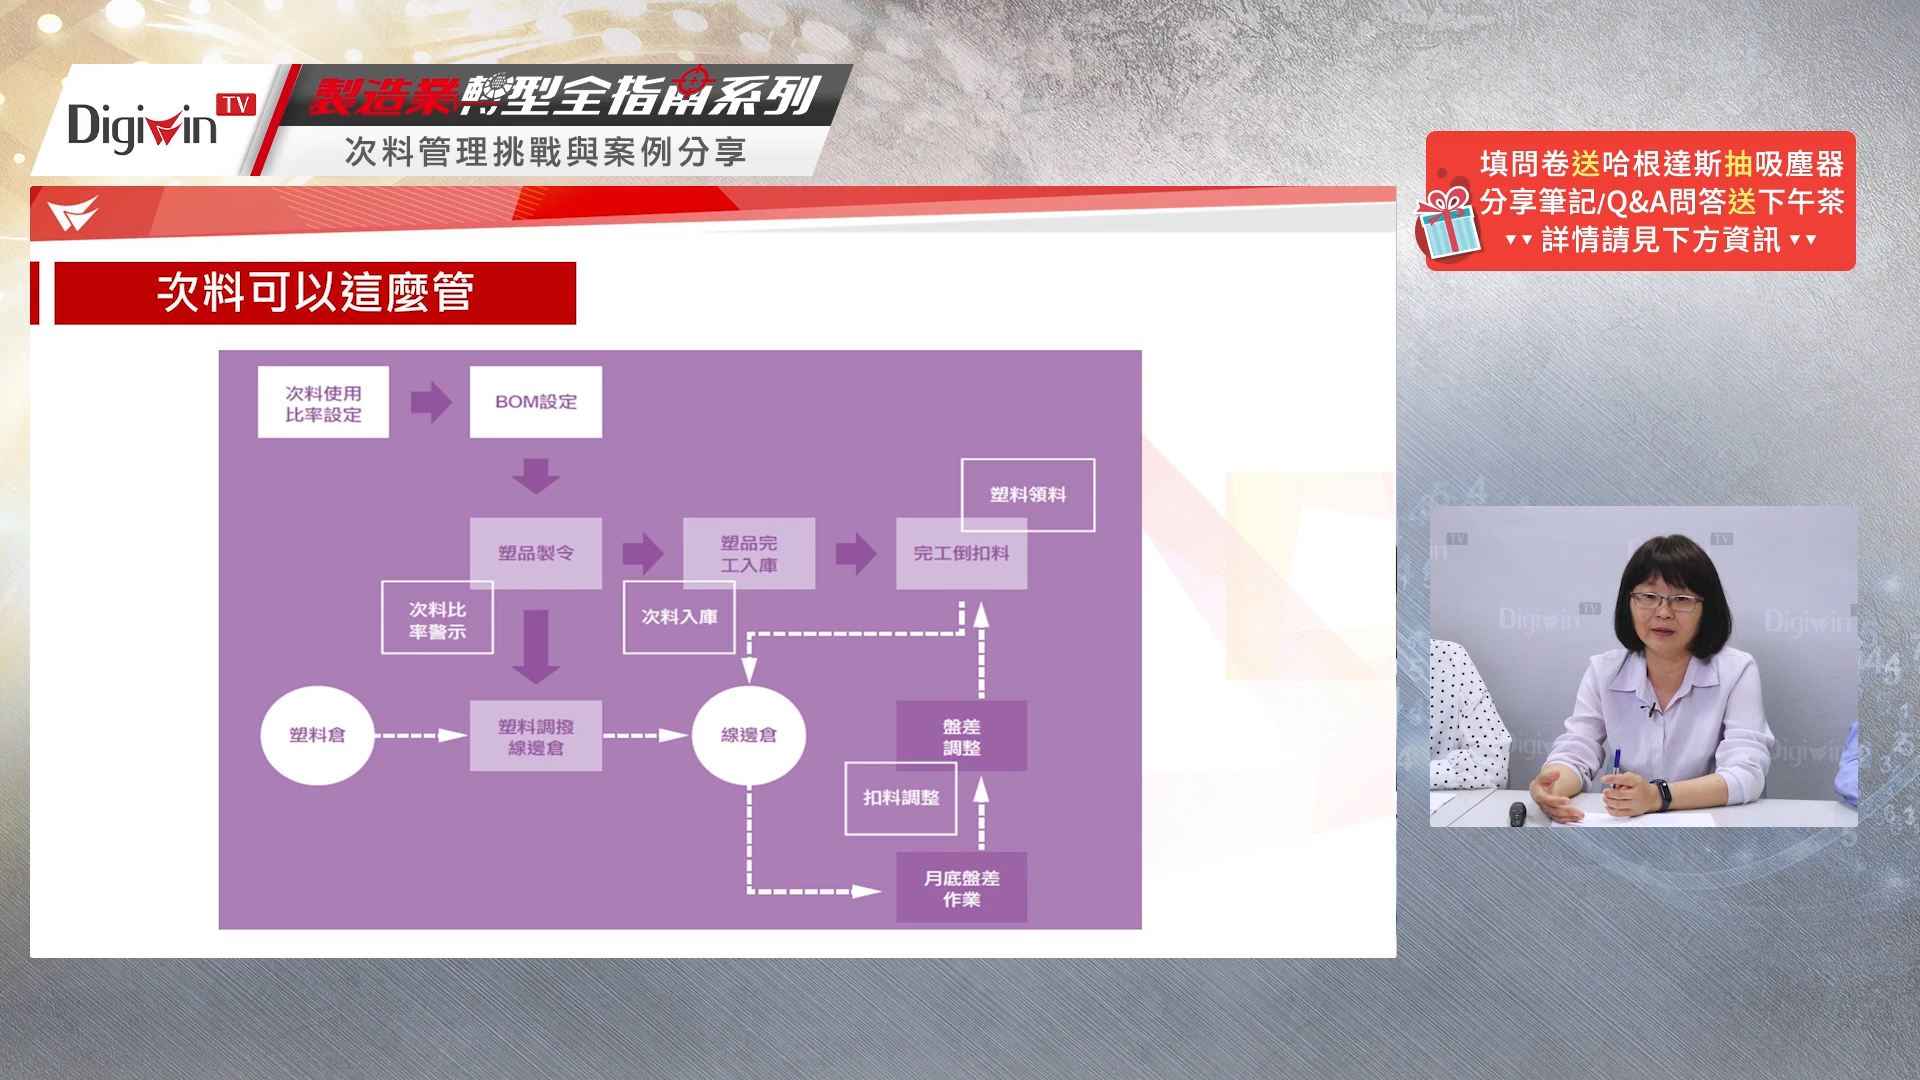 Digiwin TV
製造業轉型全指南系列
次料管理挑戰與案例分享
填問卷送哈根達斯抽吸塵器
分享筆記/Q&A問答送下午茶
詳情請見下方資訊
次料可以這麼管
次料使用
比率設定
BOM設定
塑料領料
塑品製令
塑品完
工入庫
完工倒扣料
次料比
率警示
次料入庫
塑料倉
塑料調撥
線邊倉
線邊倉
盤差
調整
扣料調整
月底盤差
作業
TV
TV
Digiwin TV
Digiwin